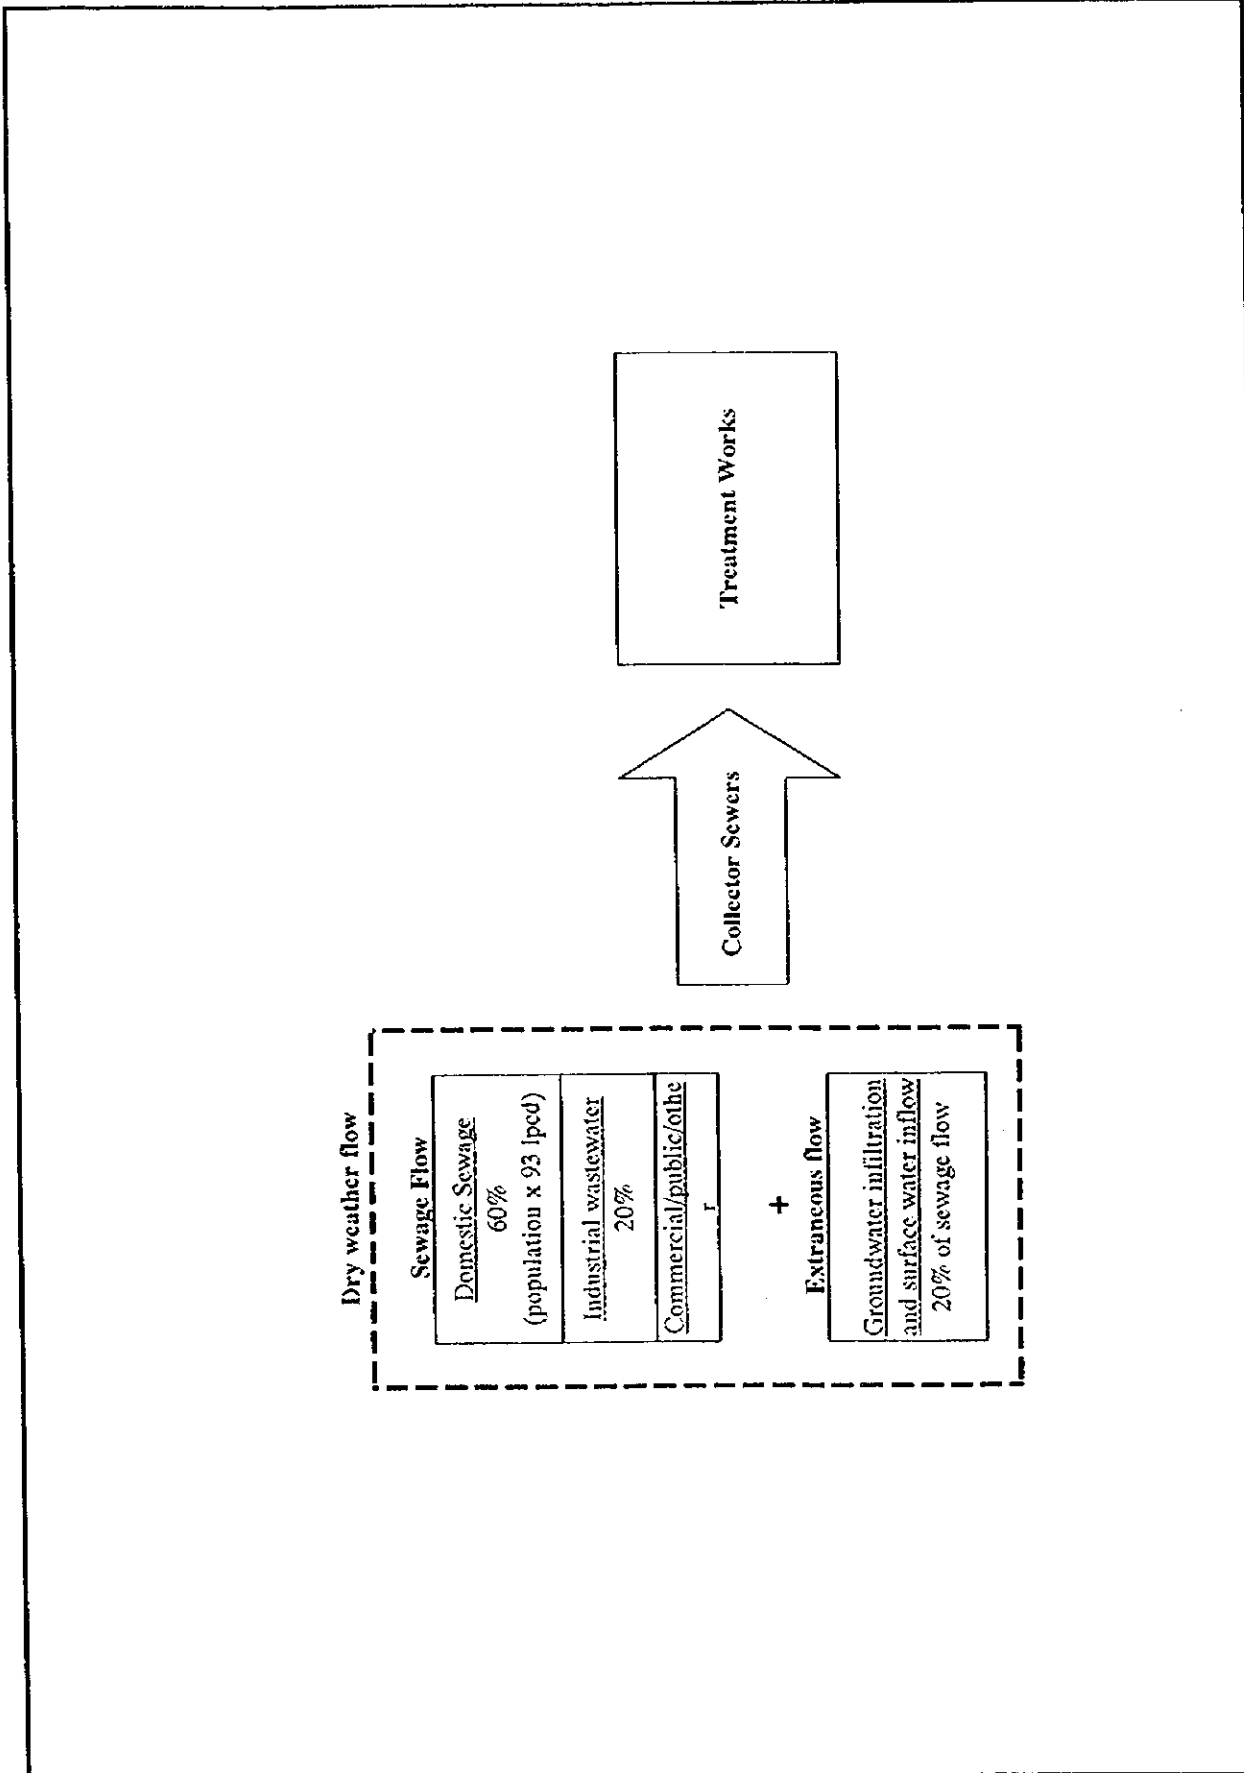 Dry weather flow
Sewage Flow
Domestic Sewage
60%
(population x 93 lpcd)
Industrial wastewater
20%
Commercial/public/othe
r
+
Extraneous flow
Groundwater infiltration
and surface water inflow
20% of sewage flow
Collector Sewers
Treatment Works